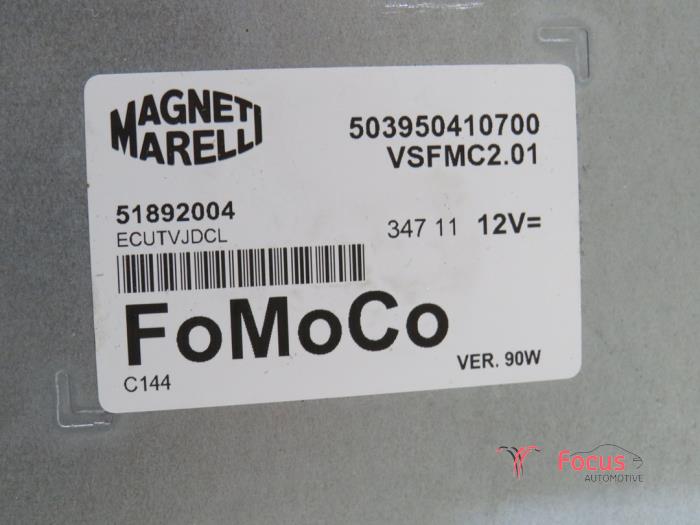 MAGNETI
MARELLI
503950410700
VSFMC2.01
51892004
ECUTVJDCL
347 11 12V=
FoMoCo
C144
VER. 90W
Focus
AUTOMOTIVE